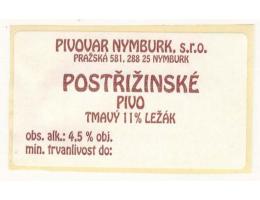 PIVOVAR NYMBURK, s.r.o.
PRAŽSKÁ 581, 288 25 NYMBURK
POSTŘIŽINSKÉ
PIVO
TMAVÝ 11% LEŽÁK
obs. alk.: 4,5 % obj.
min. trvanlivost do: